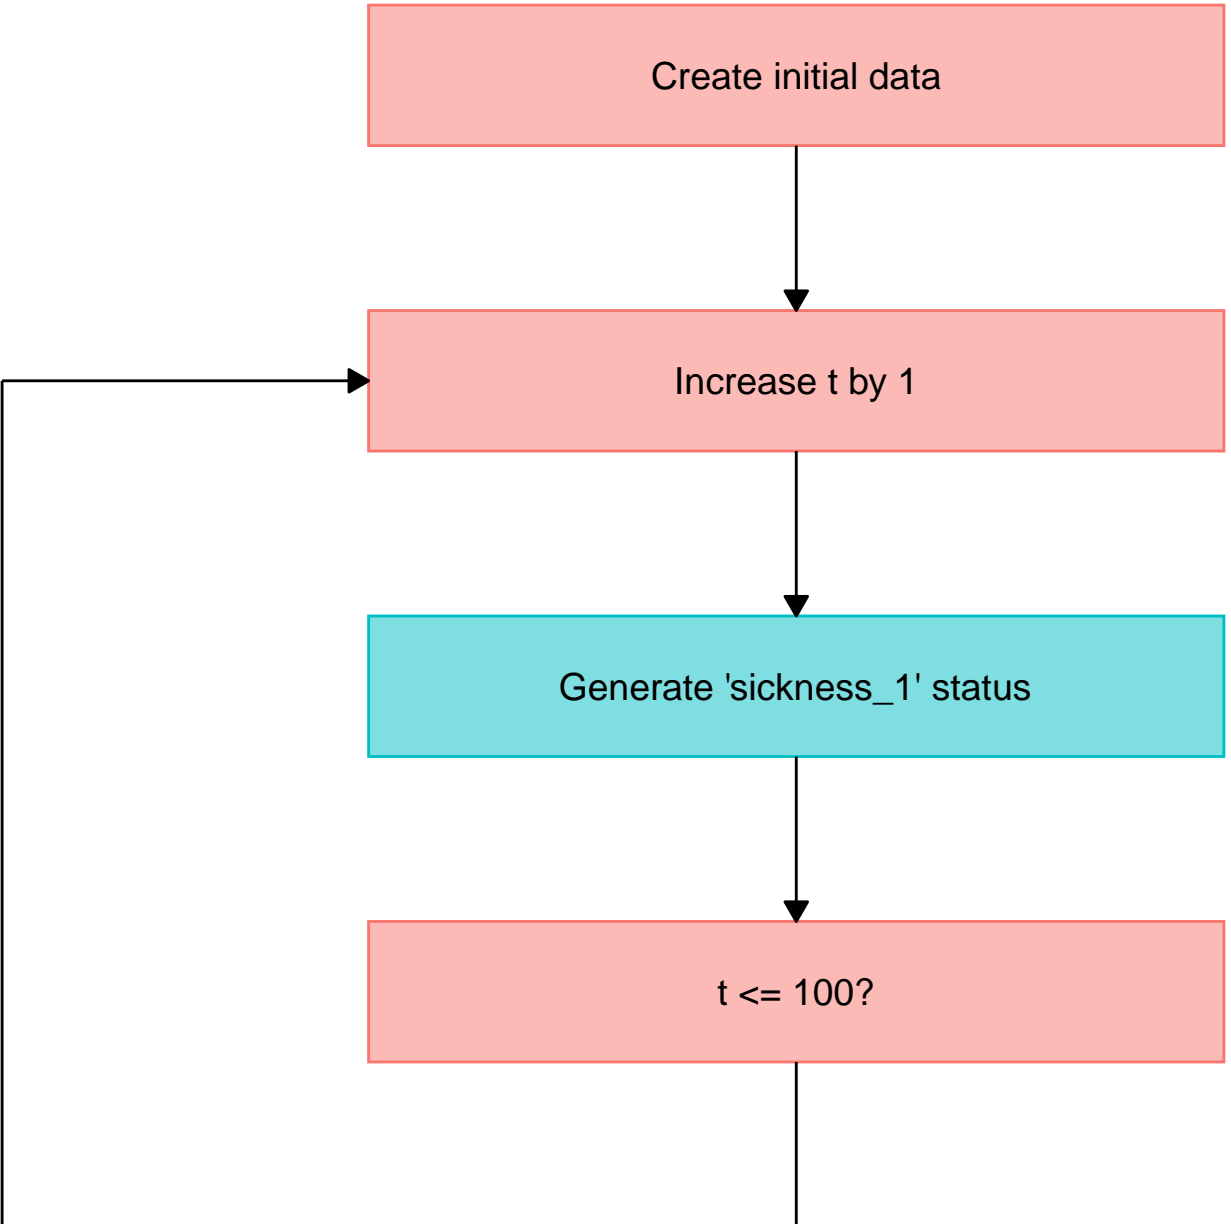 Create initial data
Increase t by 1
Generate 'sickness_1' status
t <= 100?